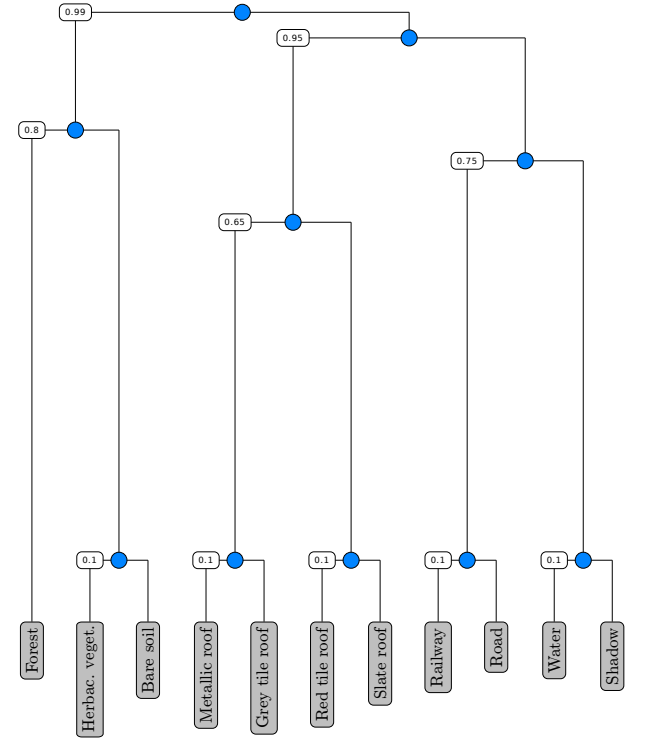 0.99
0.95
0.8
0.75
0.65
0.1
0.1
0.1
0.1
0.1
Forest
Herbac. veget.
Bare soil
Metallic roof
Grey tile roof
Red tile roof
Slate roof
Railway
Road
Water
Shadow